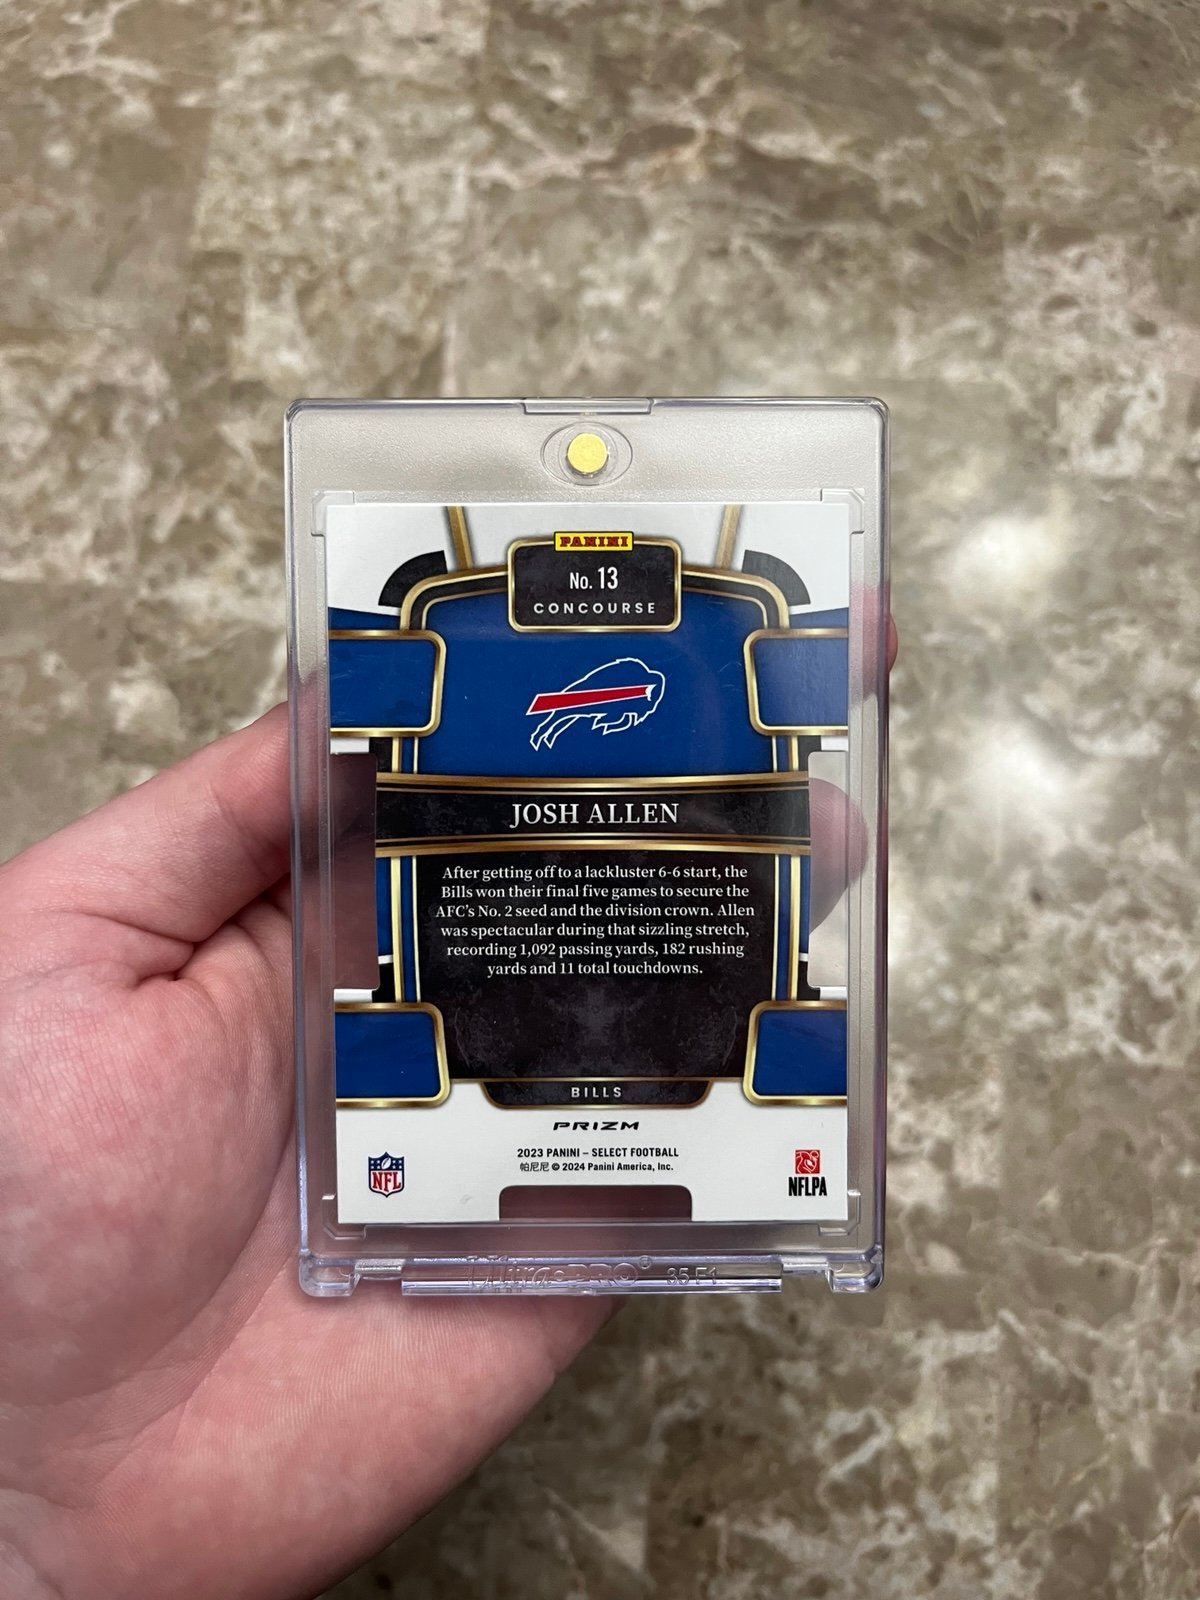 PANINI
No. 13
CONCOURSE
JOSH ALLEN
After getting off to a lackluster 6-6 start, the
Bills won their final five games to secure the
AFC's No. 2 seed and the division crown. Allen
was spectacular during that sizzling stretch,
recording 1,092 passing yards, 182 rushing
yards and 11 total touchdowns.
BILLS
PRIZM
2023 PANINI – SELECT FOOTBALL
帕尼尼 © 2024 Panini America, Inc.
NFL
NFLPA
Ultra•PRO® 35 F1